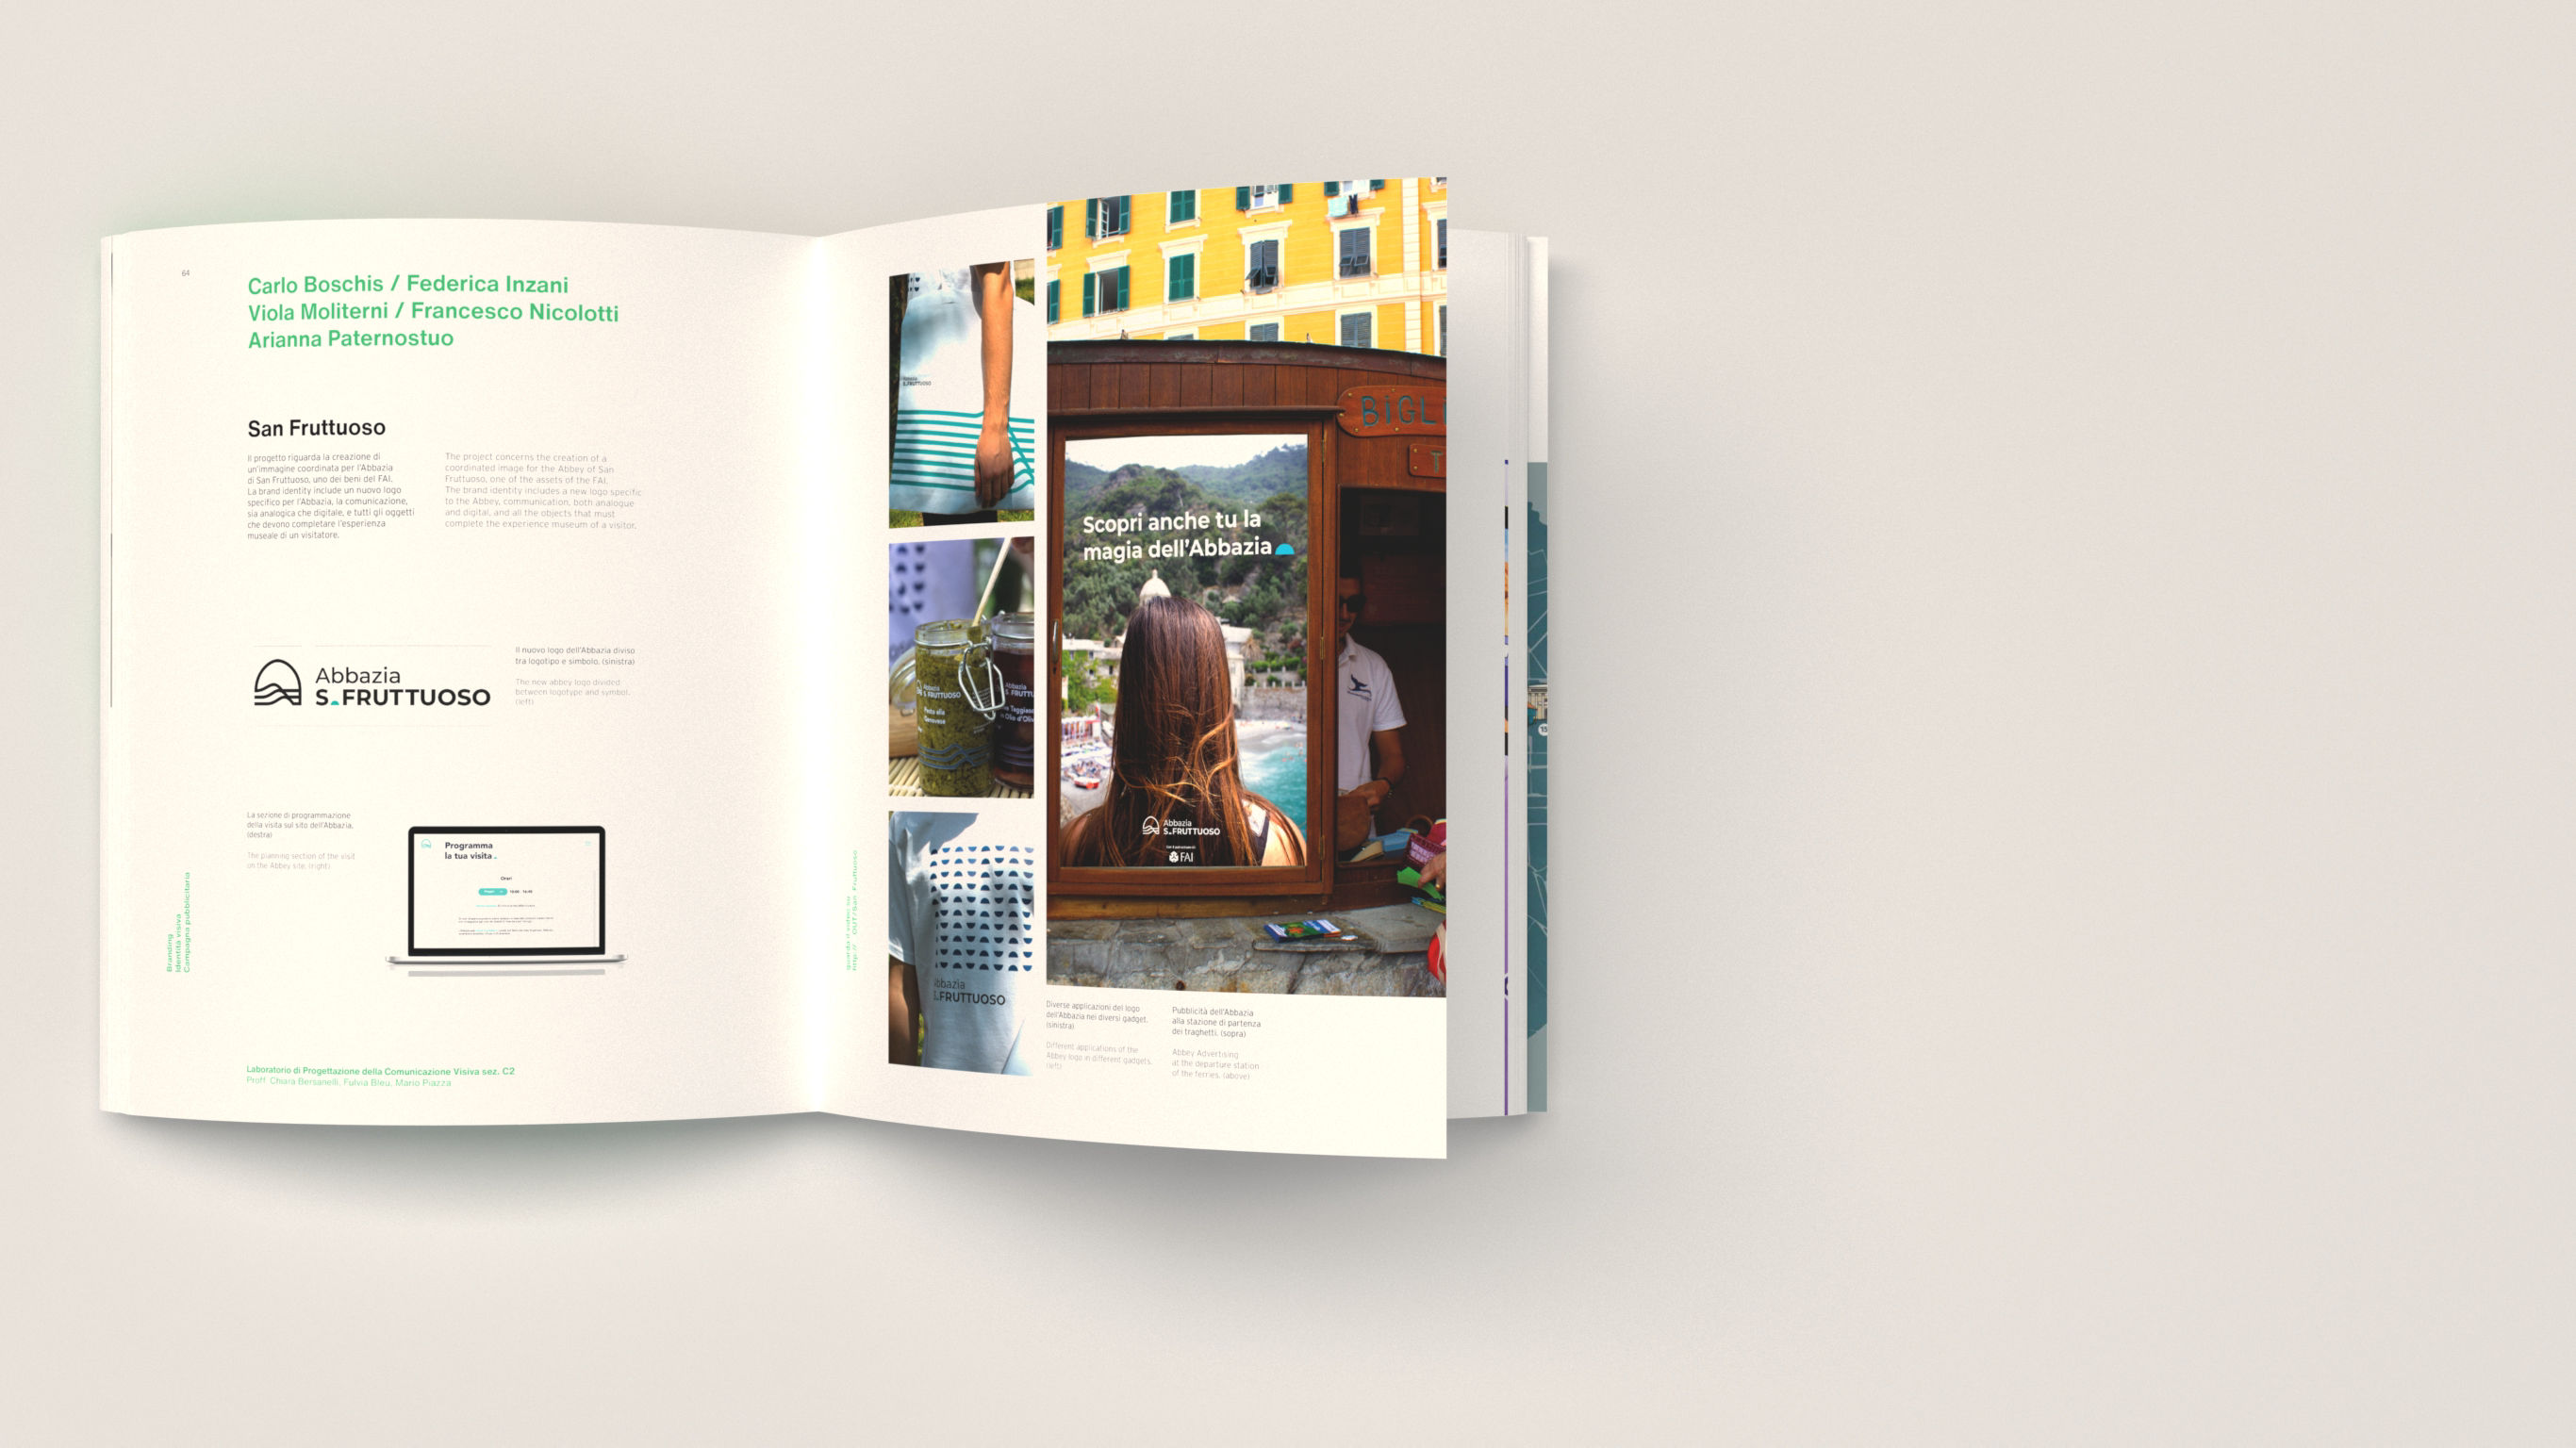 64
Carlo Boschis / Federica Inzani
Viola Moliterni / Francesco Nicolotti
Arianna Paternostuo
San Fruttuoso
Il progetto riguarda la creazione di
un'immagine coordinata per l'Abbazia
di San Fruttuoso, uno dei beni del FAI.
La brand identity include un nuovo logo
specifico per l'Abbazia, la comunicazione,
sia analogica che digitale, e tutti gli oggetti
che devono completare l'esperienza
museale di un visitatore.
The project concerns the creation of a
coordinated image for the Abbey of San
Fruttuoso, one of the assets of the FAI.
The brand identity includes a new logo specific
to the Abbey, communication, both analogue
and digital, and all the objects that must
complete the experience museum of a visitor.
Abbazia
S.FRUTTUOSO
Il nuovo logo dell'Abbazia diviso
tra logotipo e simbolo. (sinistra)
The new abbey logo divided
between logotype and symbol.
(left)
La sezione di programmazione
della visita sul sito dell'Abbazia.
(destra)
The planning section of the visit
on the Abbey site. (right)
Programma
la tua visita .
Orari
Branding
Identità visiva
Campagna pubblicitaria
Laboratorio di Progettazione della Comunicazione Visiva sez. C2
Proff. Chiara Bersanelli, Fulvia Bleu, Mario Piazza
Abbazia
S.FRUTTUOSO
Abbazia
S.FRUTTUOSO
Pesto alla
Genovese
Abbazia
S.FRUTT
Taggiasc
in Olio d'Oliv
bbazia
S.FRUTTUOSO
BIGL
T
Scopri anche tu la
magia dell'Abbazia
Abbazia
S.FRUTTUOSO
FAI
Diverse applicazioni del logo
dell'Abbazia nei diversi gadget.
(sinistra)
Different applications of the
Abbey logo in different gadgets.
(left)
Pubblicità dell'Abbazia
alla stazione di partenza
dei traghetti. (sopra)
Abbey Advertising
at the departure station
of the ferries. (above)